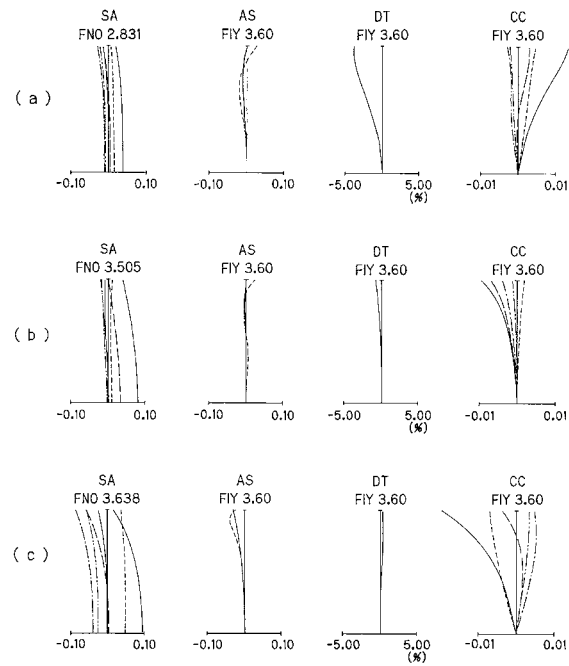 SA AS DT CC
FNO 2.831 FIY 3.60 FIY 3.60 FIY 3.60
( a )
-0.10 0.10 -0.10 0.10 -5.00 5.00 -0.01 0.01
(%)
SA AS DT CC
FNO 3.505 FIY 3.60 FIY 3.60 FIY 3.60
( b )
-0.10 0.10 -0.10 0.10 -5.00 5.00 -0.01 0.01
(%)
SA AS DT CC
FNO 3.638 FIY 3.60 FIY 3.60 FIY 3.60
( c )
-0.10 0.10 -0.10 0.10 -5.00 5.00 -0.01 0.01
(%)